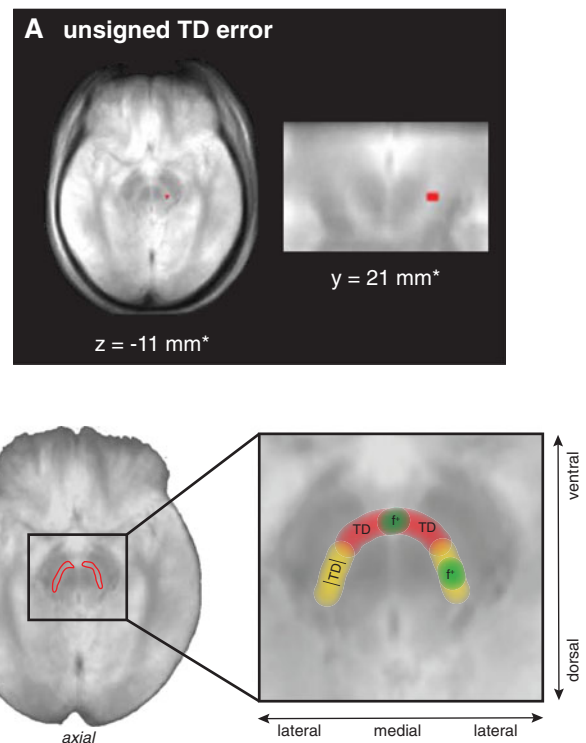 A unsigned TD error
y = 21 mm*
z = -11 mm*
ventral
TD
f+
TD
|TD|
f+
dorsal
lateral
medial
lateral
axial